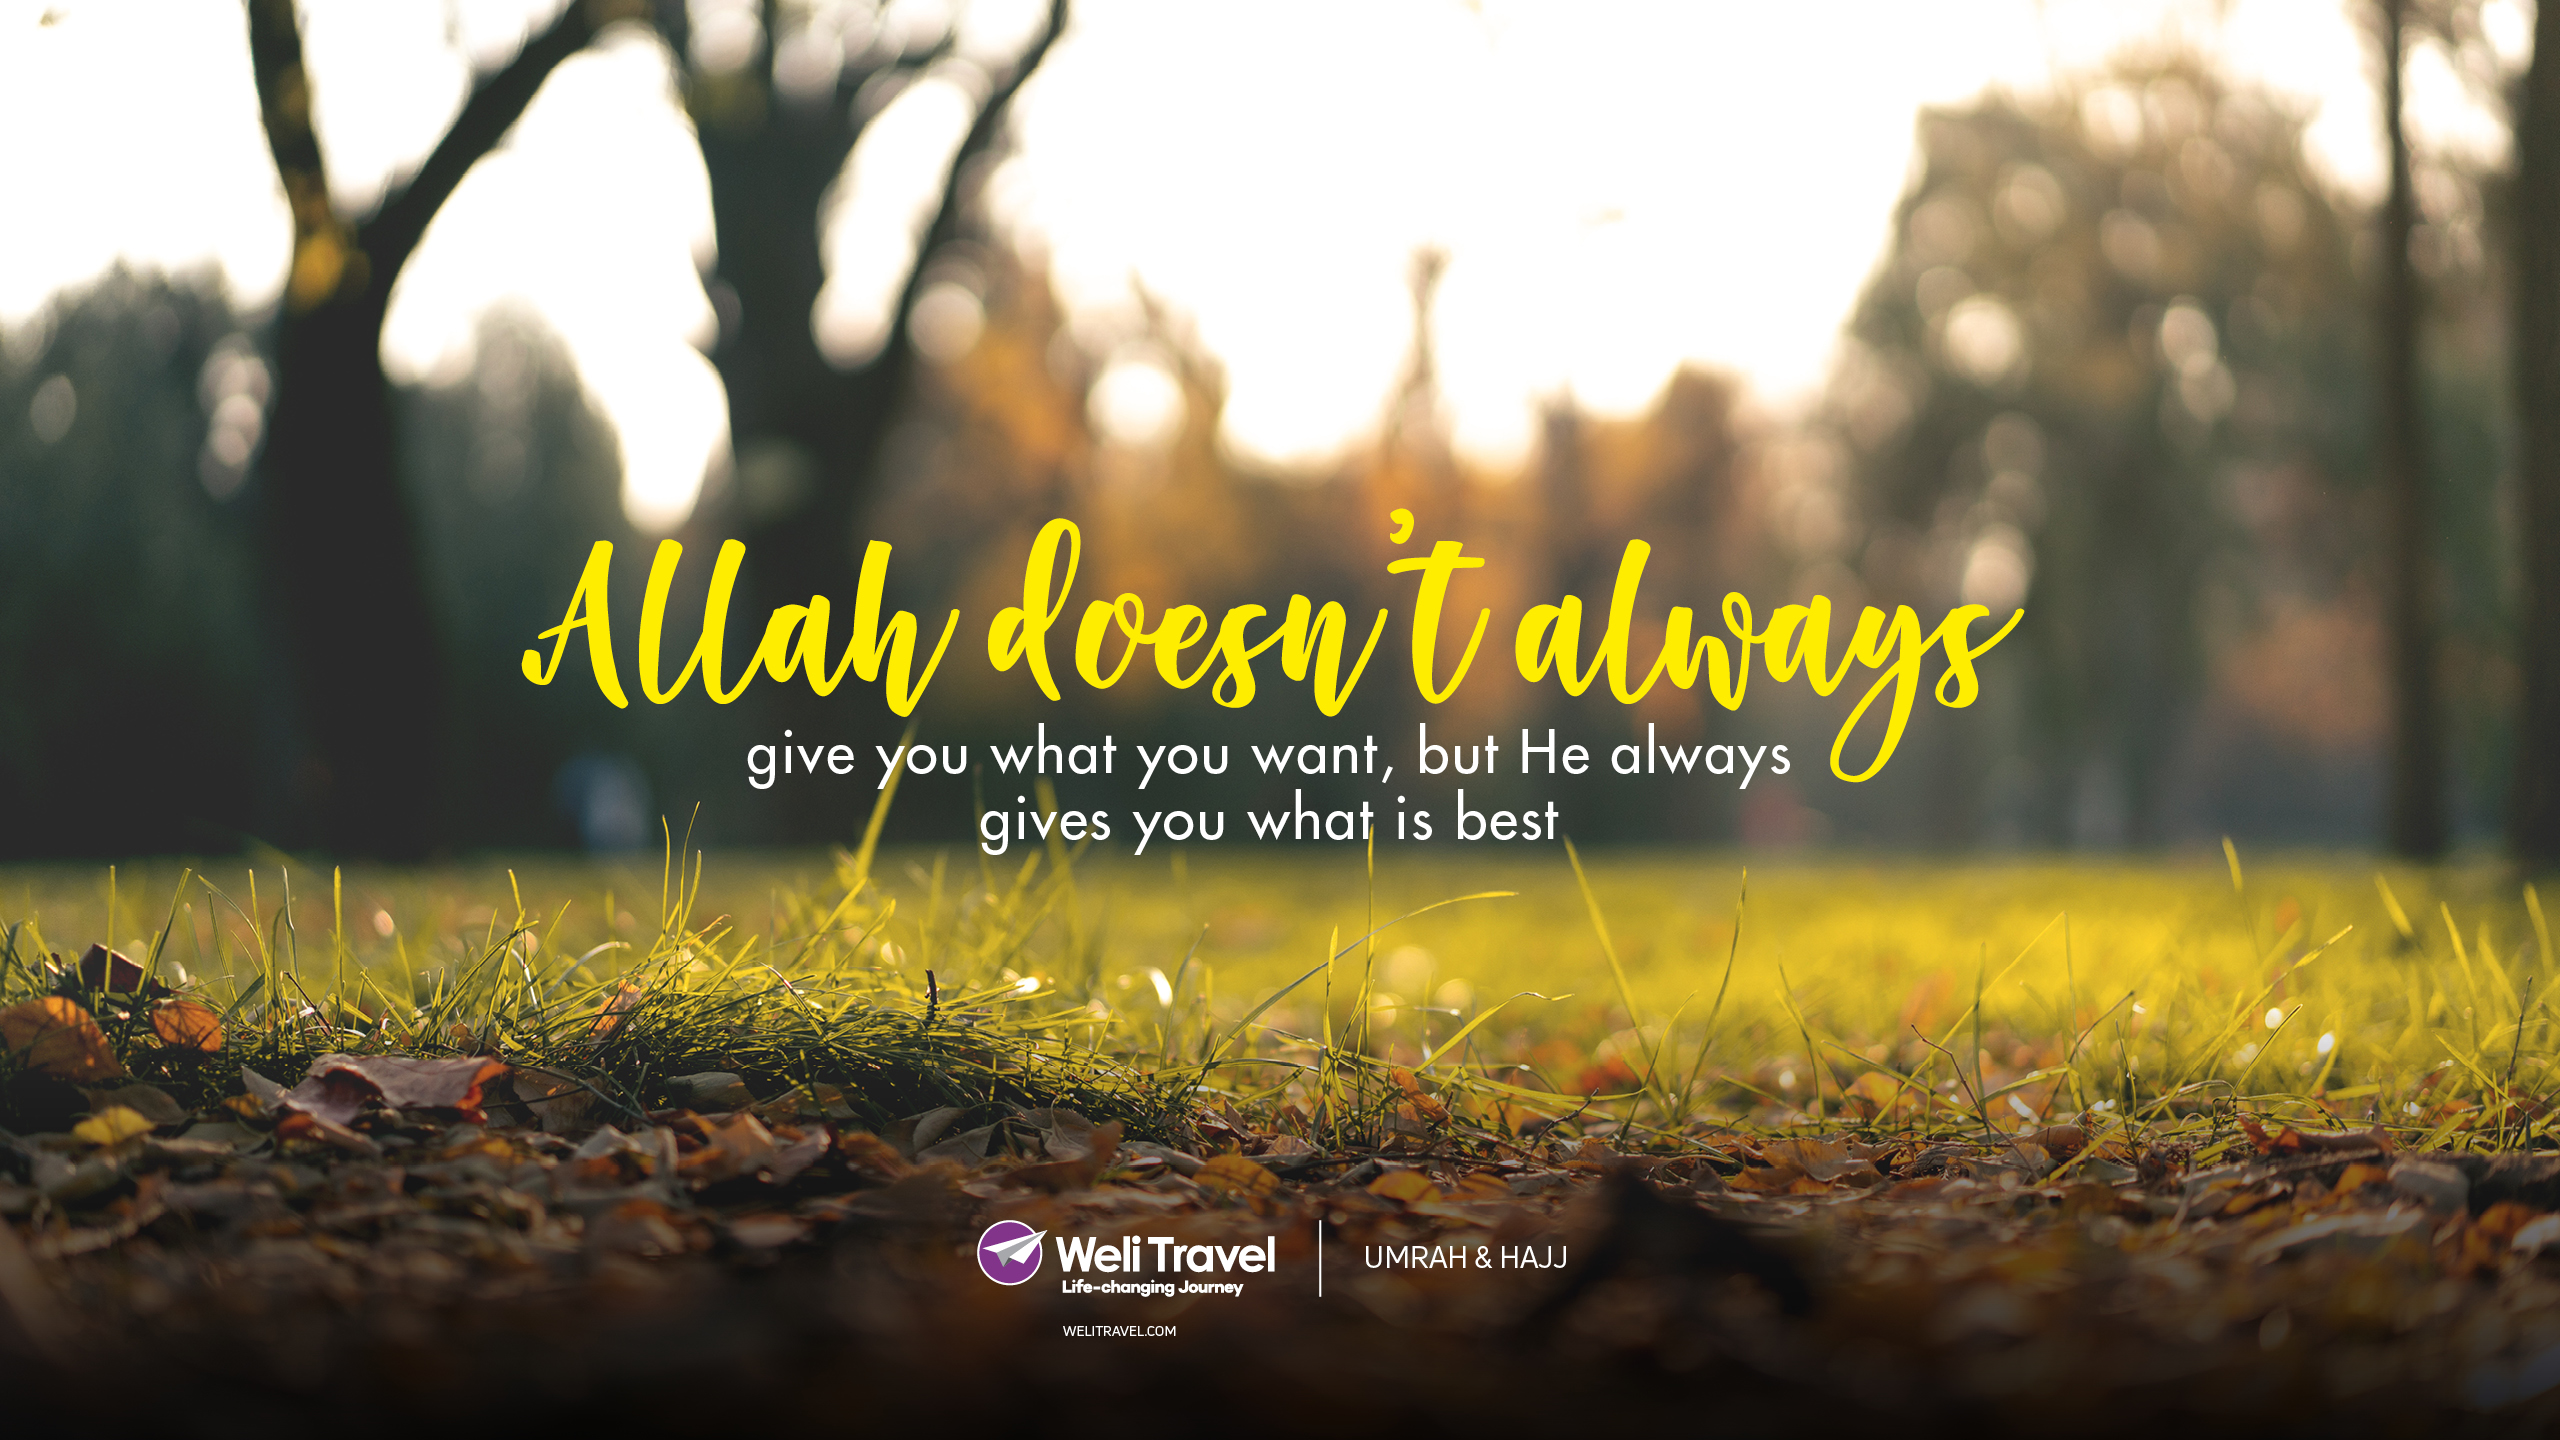 Allah doesn't always
give you what you want, but He always
gives you what is best
Weli Travel
Life-changing Journey
UMRAH & HAJJ
WELITRAVEL.COM